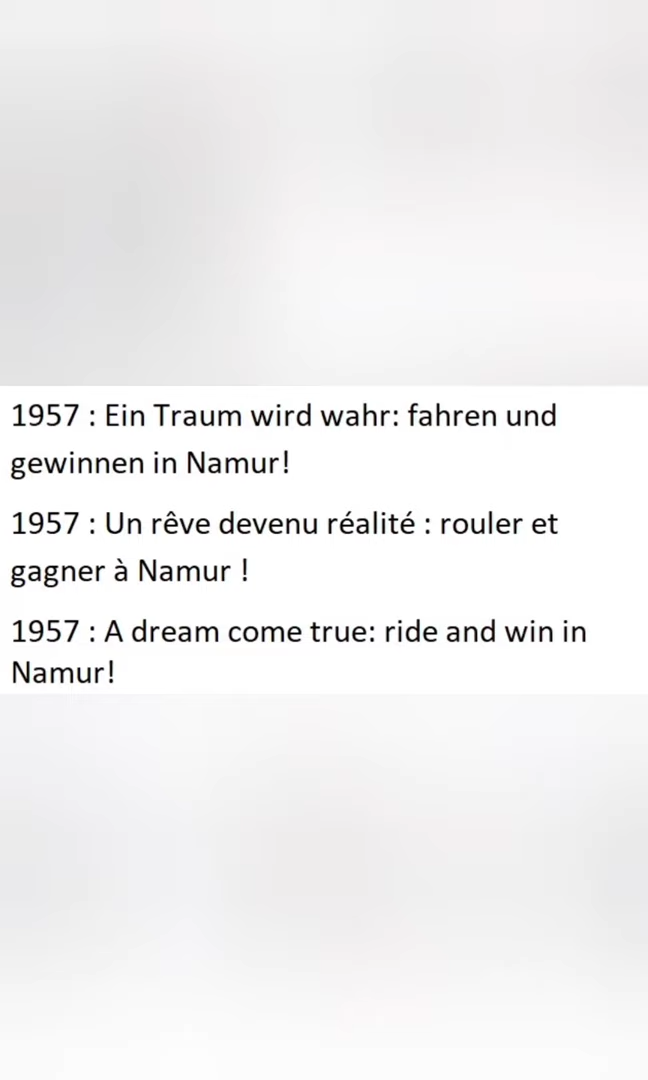 1957 : Ein Traum wird wahr: fahren und
gewinnen in Namur!
1957 : Un rêve devenu réalité : rouler et
gagner à Namur !
1957 : A dream come true: ride and win in
Namur!